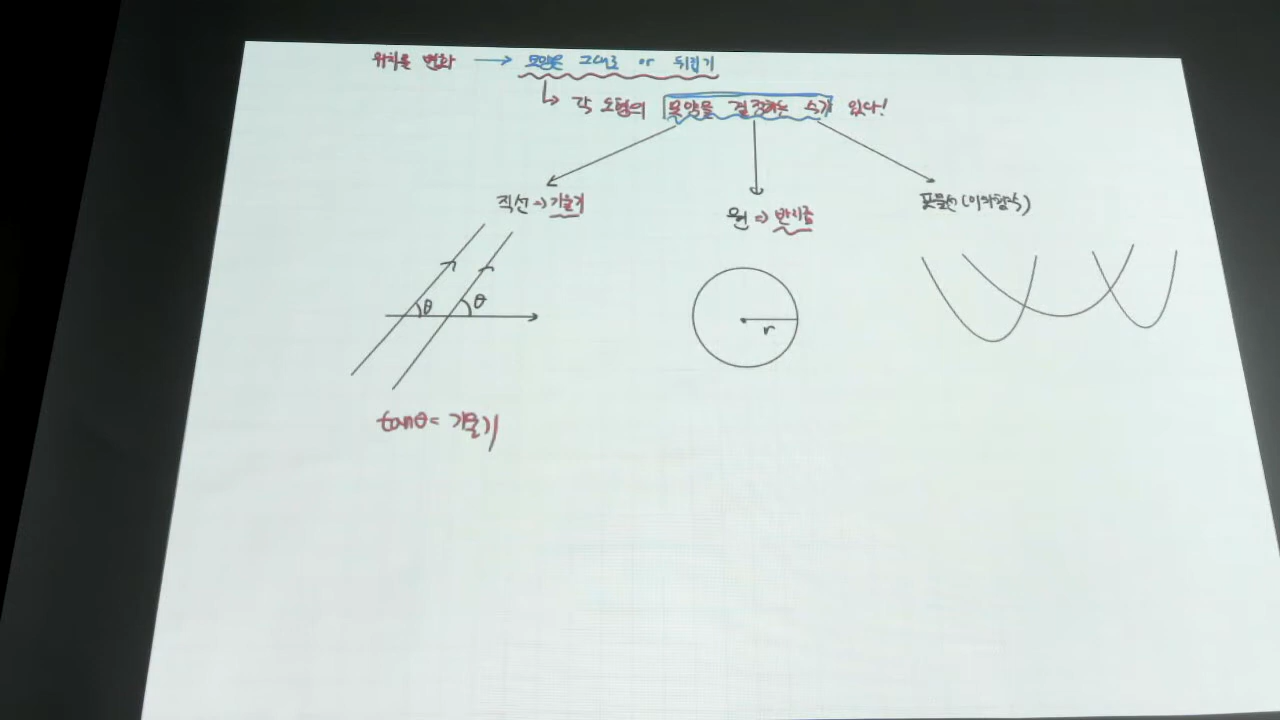 위치를 변화 → 모양은 그대로 or 뒤집기
각 도형의 모양을 결정하는 수가 있다!
직선 ⇒ 기울기
원 ⇒ 반지름
포물선(이차함수)
θ
θ
r
tanθ = 기울기